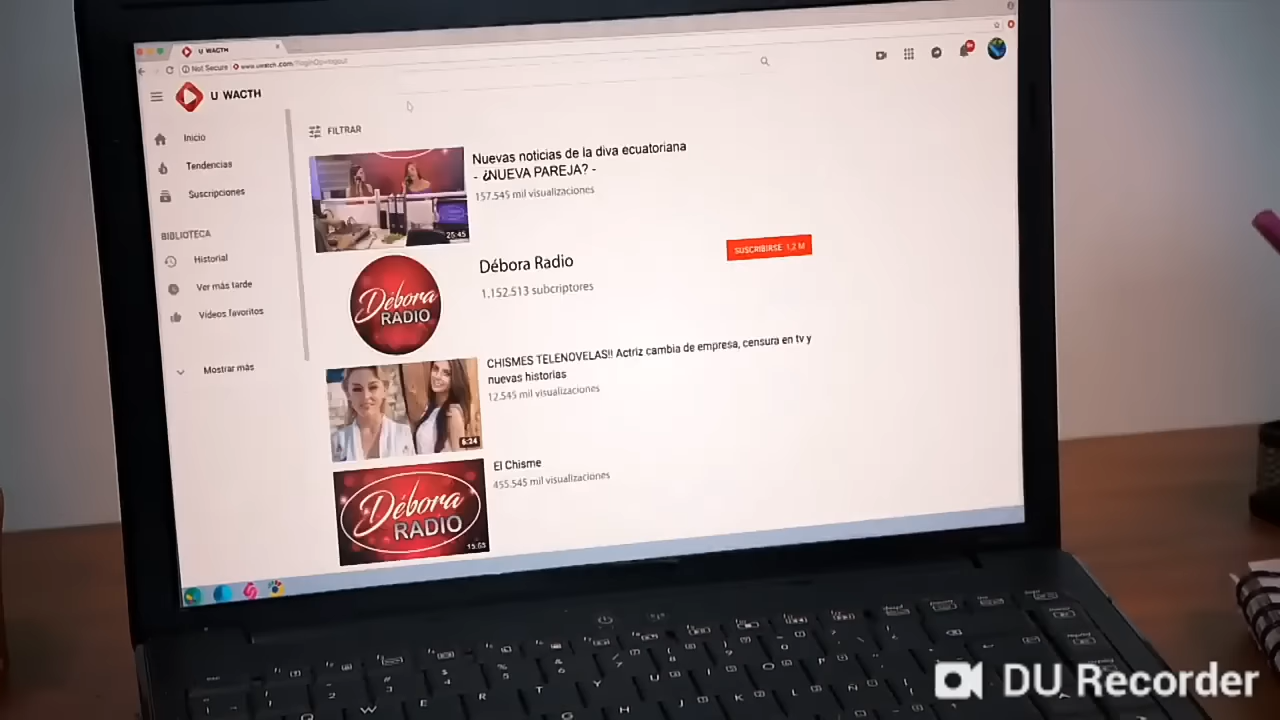 U WACTH
Not Secure
U WACTH
Inicio
Tendencias
Suscripciones
BIBLIOTECA
Historial
Ver más tarde
Videos favoritos
Mostrar más
FILTRAR
Nuevas noticias de la diva ecuatoriana
- ¿NUEVA PAREJA? -
157.545 mil visualizaciones
25:45
Débora Radio
1.152.513 subcriptores
SUSCRIBIRSE 1,2 M
Débora
RADIO
CHISMES TELENOVELAS!! Actriz cambia de empresa, censura en tv y
nuevas historias
12.545 mil visualizaciones
6:24
El Chisme
455.545 mil visualizaciones
Débora
RADIO
DU Recorder